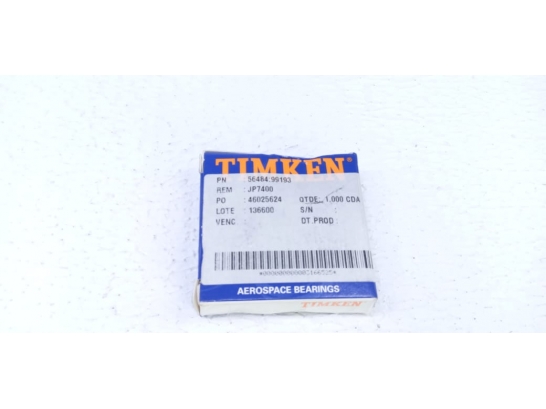 TIMKEN®
PN : 56484:99193
REM : JP7400
PO : 46025624 QTDE : 1,000 CDA
LOTE : 136600 S/N :
VENC : DT PROD :
AEROSPACE BEARINGS
TIMKEN